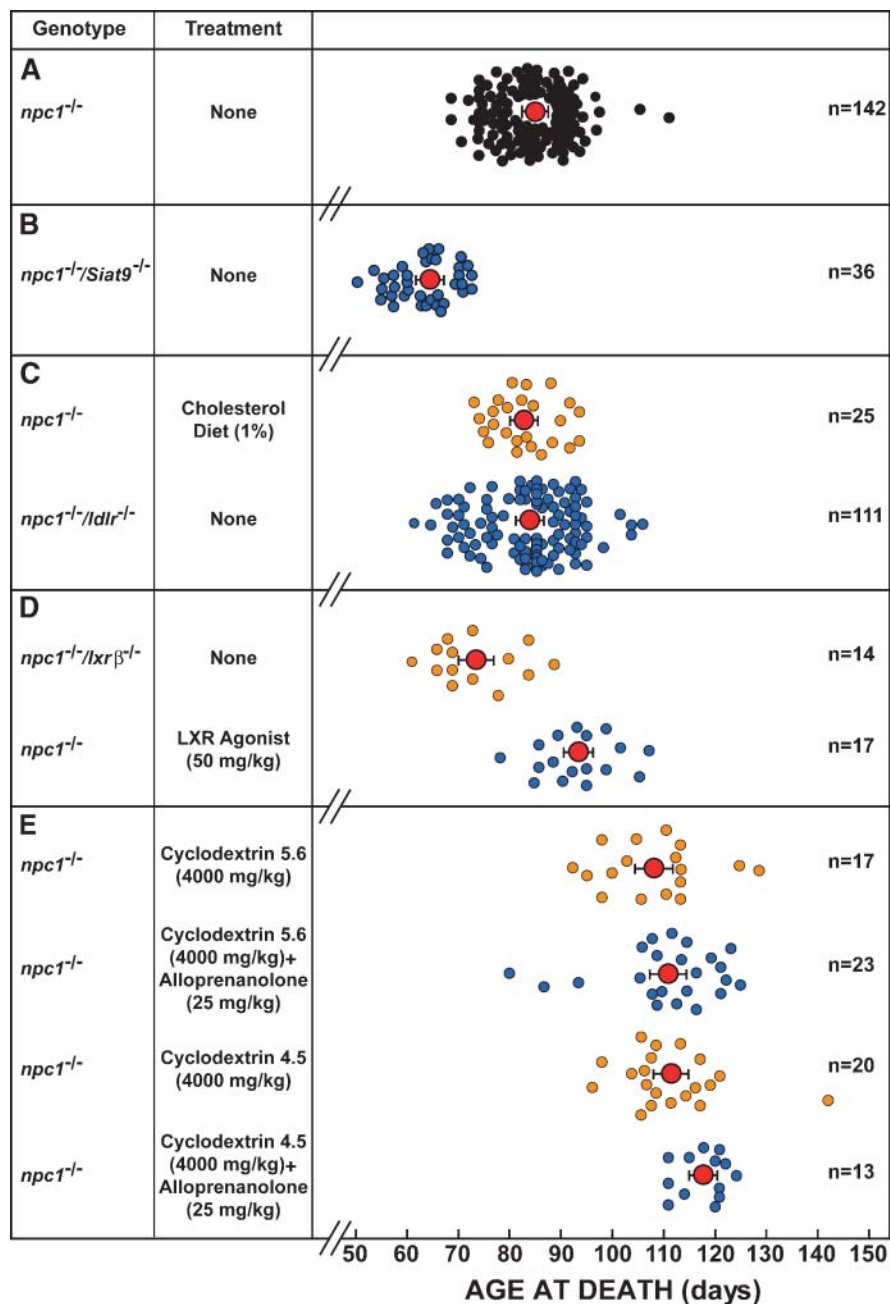 Genotype Treatment
A
npc1-/- None n=142
B
npc1-/-/Siat9-/- None n=36
C
npc1-/- Cholesterol n=25
Diet (1%)
npc1-/-/ldlr-/- None n=111
D
npc1-/-/lxrβ-/- None n=14
npc1-/- LXR Agonist n=17
(50 mg/kg)
E
npc1-/- Cyclodextrin 5.6 n=17
(4000 mg/kg)
Cyclodextrin 5.6
npc1-/- (4000 mg/kg)+ n=23
Alloprenanolone
(25 mg/kg)
npc1-/- Cyclodextrin 4.5 n=20
(4000 mg/kg)
Cyclodextrin 4.5
npc1-/- (4000 mg/kg)+ n=13
Alloprenanolone
(25 mg/kg)
50 60 70 80 90 100 110 120 130 140 150
AGE AT DEATH (days)